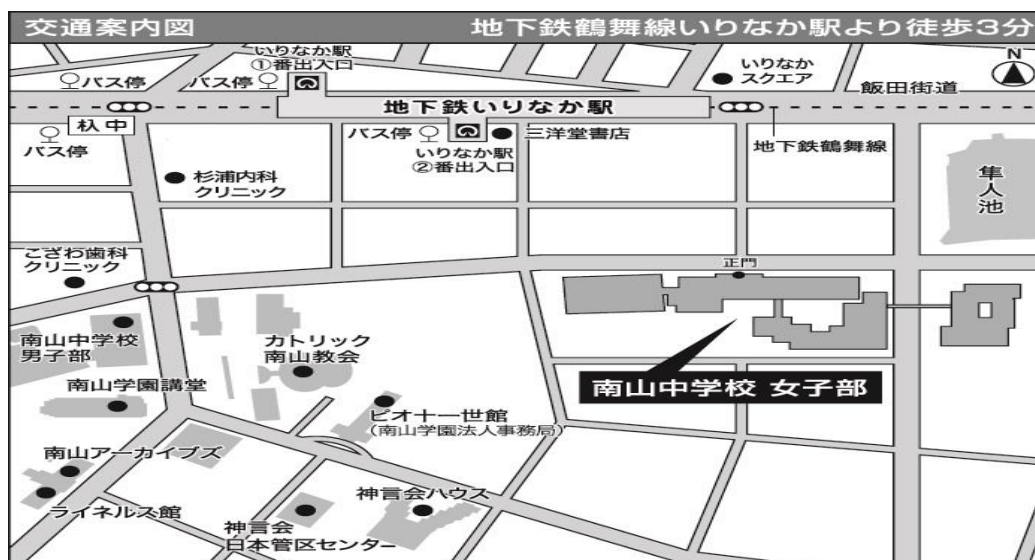 交通案内図
地下鉄鶴舞線いりなか駅より徒歩3分
いりなか駅
①番出入口
バス停
バス停
いりなか
スクエア
N
飯田街道
地下鉄いりなか駅
杁中
バス停
バス停
三洋堂書店
地下鉄鶴舞線
いりなか駅
②番出入口
杉浦内科
クリニック
隼人池
こざわ歯科
クリニック
正門
南山中学校
男子部
カトリック
南山教会
南山中学校 女子部
南山学園講堂
ピオ十一世館
(南山学園法人事務局)
南山アーカイブズ
ライネルス館
神言会ハウス
神言会
日本管区センター